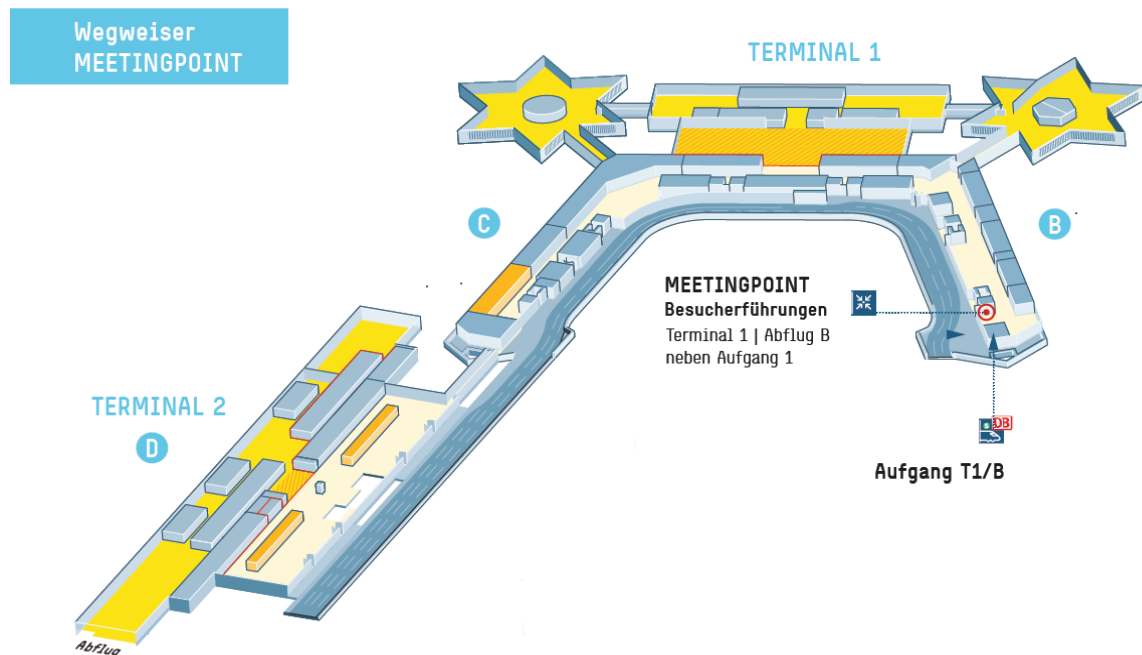 Wegweiser
MEETINGPOINT
TERMINAL 1
C
B
MEETINGPOINT
Besucherführungen
Terminal 1 | Abflug B
neben Aufgang 1
TERMINAL 2
D
S
DB
Aufgang T1/B
Abflug